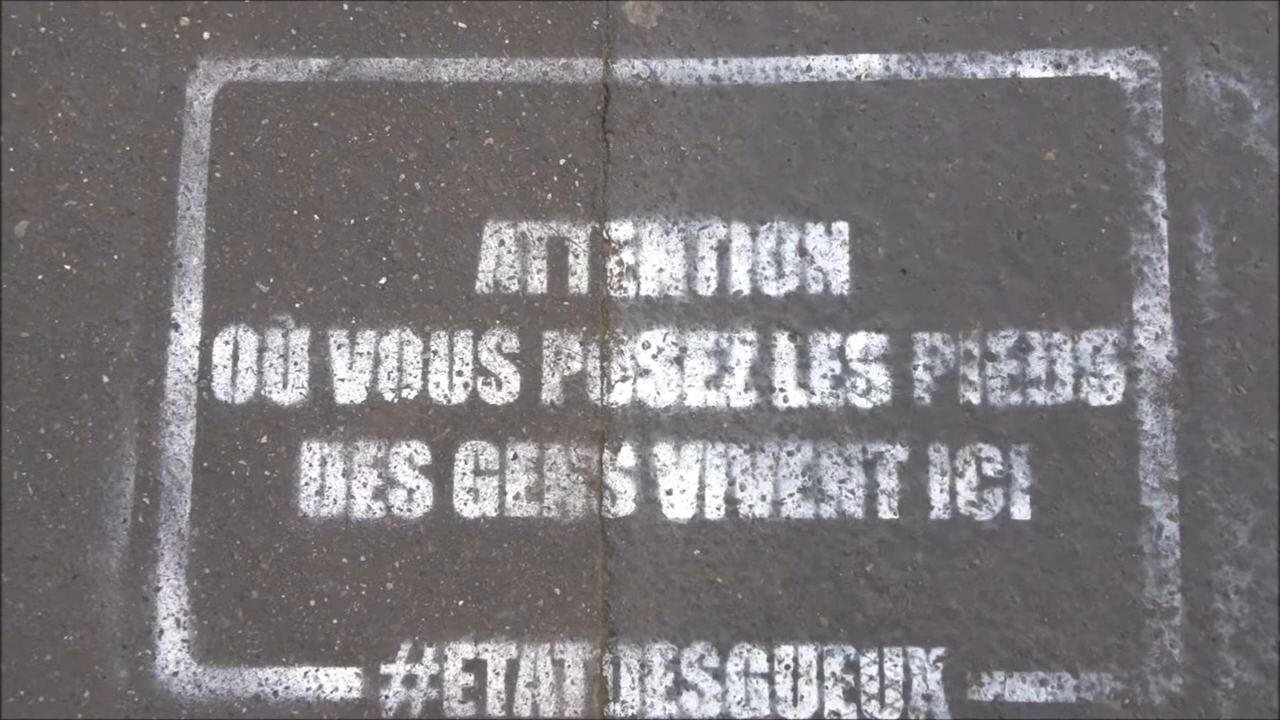 ATTENTION
OÙ VOUS POSEZ LES PIEDS
DES GENS VIVENT ICI
#ETATDESGUEUX